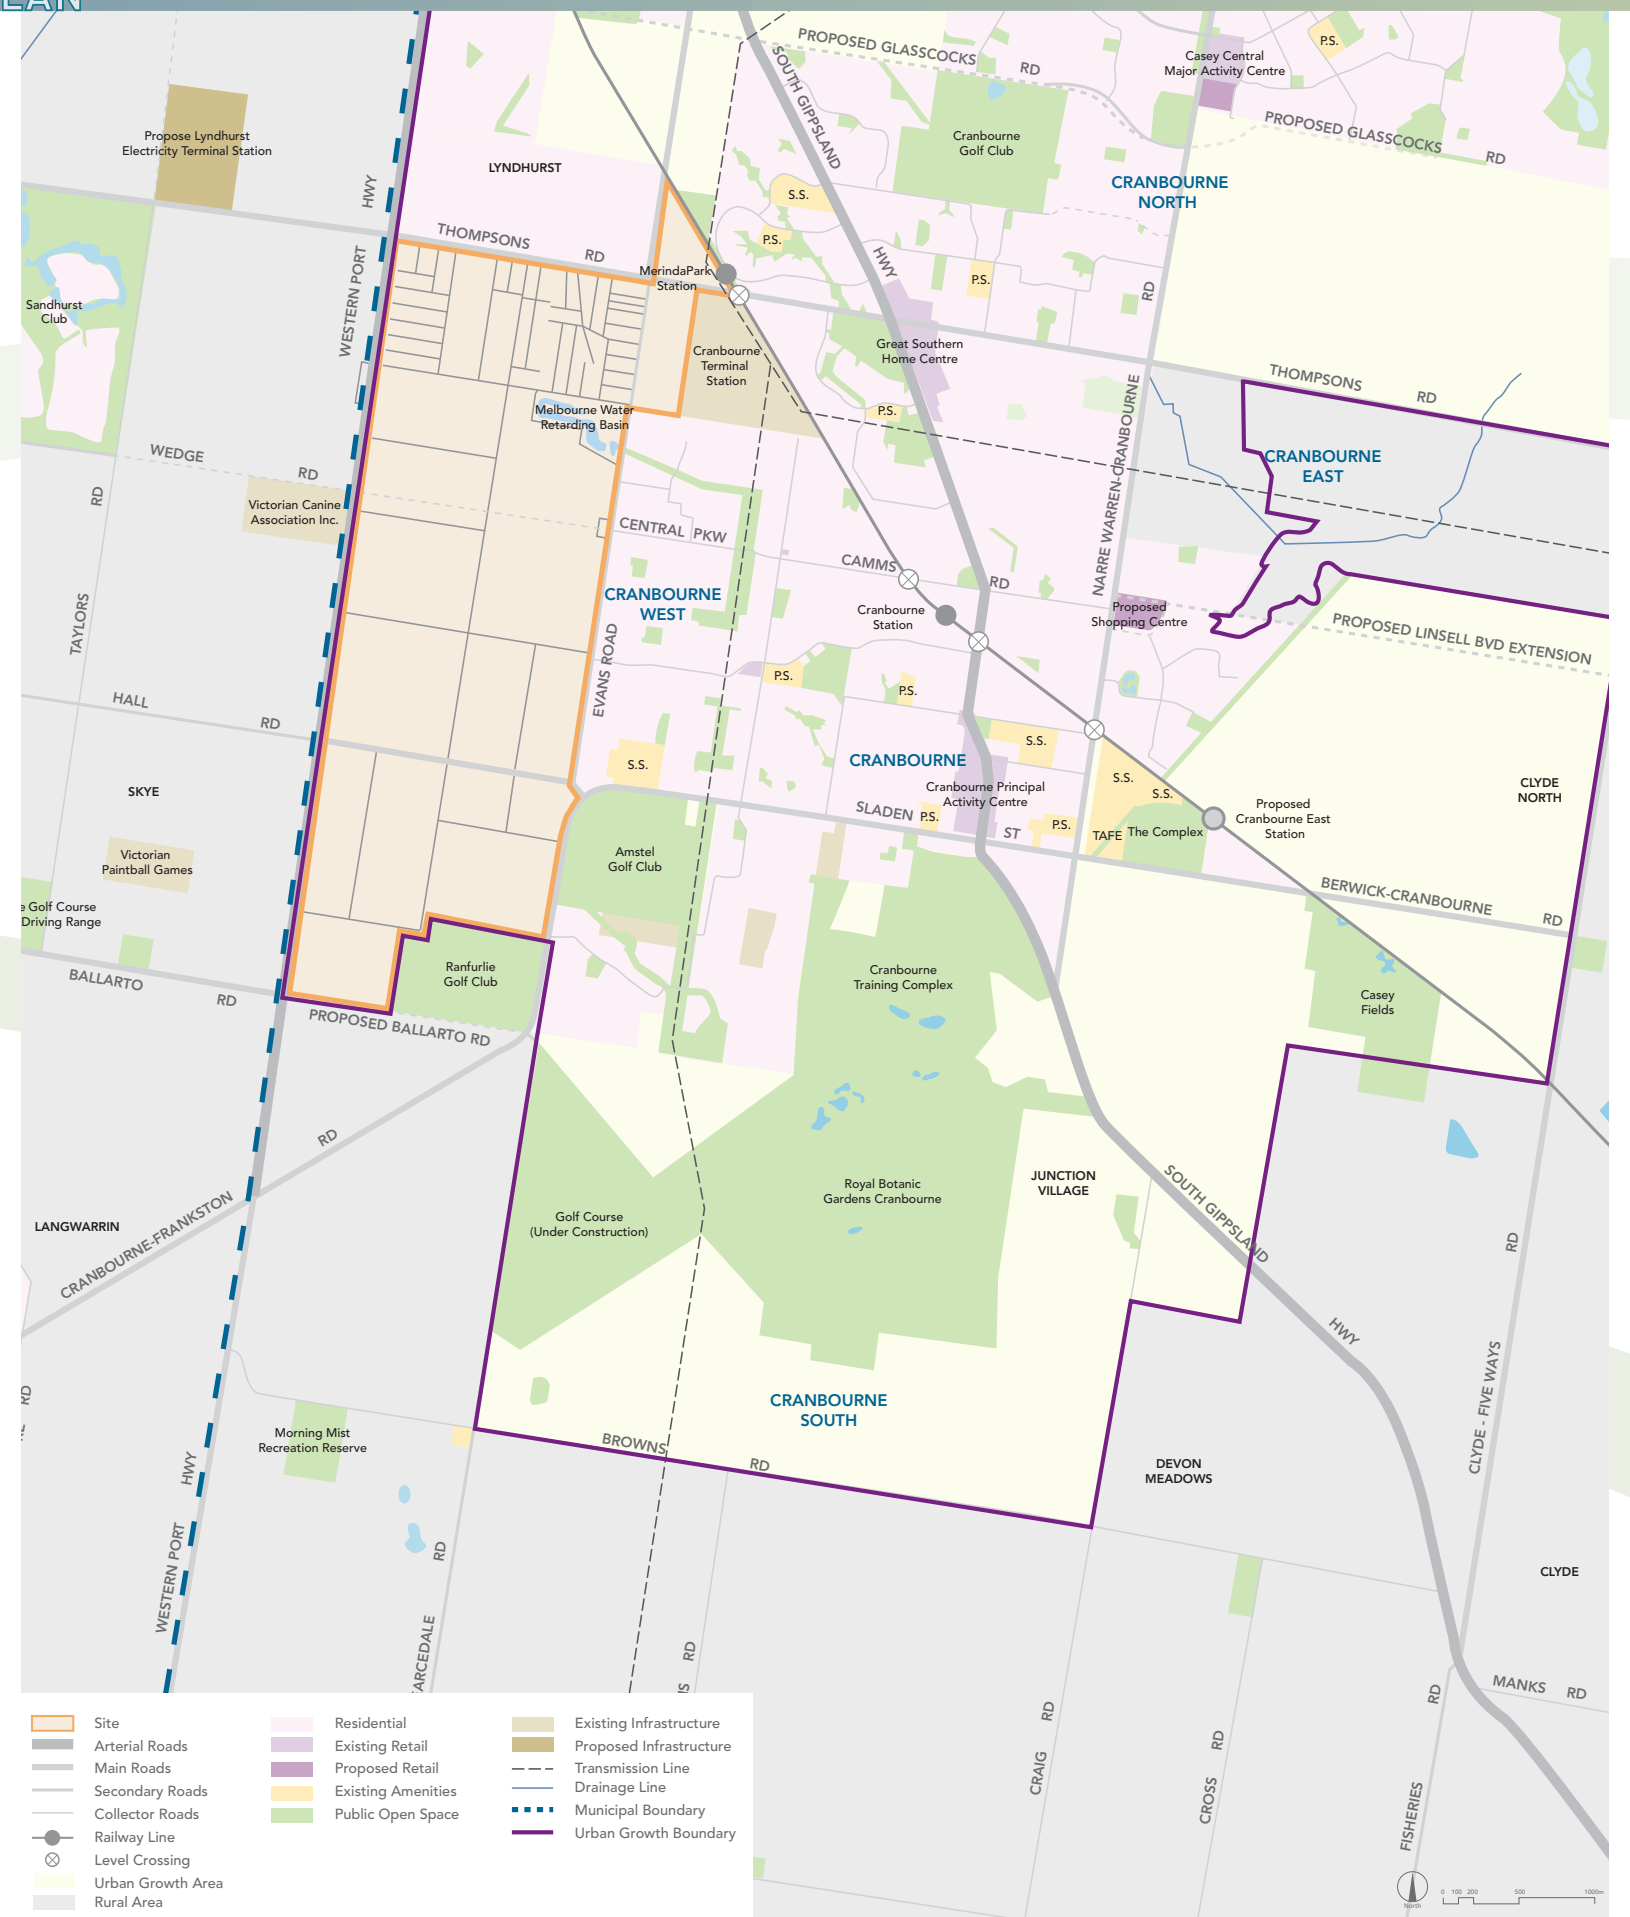 LAN
PROPOSED GLASSCOCKS RD
Casey Central
Major Activity Centre
P.S.
SOUTH GIPPSLAND HWY
Propose Lyndhurst
Electricity Terminal Station
LYNDHURST
Cranbourne
Golf Club
PROPOSED GLASSCOCKS RD
CRANBOURNE
NORTH
S.S.
P.S.
P.S.
WESTERN PORT HWY
THOMPSONS RD
MerindaPark
Station
RD
Sandhurst
Club
Cranbourne
Terminal
Station
Great Southern
Home Centre
THOMPSONS RD
Melbourne Water
Retarding Basin
P.S.
NARRE WARREN-CRANBOURNE
WEDGE RD
CRANBOURNE
EAST
Victorian Canine
Association Inc.
RD
TAYLORS
CENTRAL PKW
CAMMS RD
CRANBOURNE
WEST
Cranbourne
Station
Proposed
Shopping Centre
PROPOSED LINSELL BVD EXTENSION
EVANS ROAD
P.S.
P.S.
HALL RD
S.S.
S.S.
CRANBOURNE
S.S.
S.S.
Cranbourne Principal
Activity Centre
CLYDE
NORTH
SKYE
SLADEN ST
P.S.
P.S.
TAFE
The Complex
Proposed
Cranbourne East
Station
Victorian
Paintball Games
Amstel
Golf Club
BERWICK-CRANBOURNE RD
e Golf Course
Driving Range
Ranfurlie
Golf Club
Cranbourne
Training Complex
Casey
Fields
BALLARTO RD
PROPOSED BALLARTO RD
RD
CRANBOURNE-FRANKSTON
LANGWARRIN
Golf Course
(Under Construction)
Royal Botanic
Gardens Cranbourne
JUNCTION
VILLAGE
SOUTH GIPPSLAND HWY
RD
CLYDE - FIVE WAYS
RD
CRANBOURNE
SOUTH
Morning Mist
Recreation Reserve
BROWNS RD
DEVON
MEADOWS
HWY
WESTERN PORT
RD
ARCEDALE
RD
CLYDE
MANKS RD
RD
CRAIG
RD
CROSS
RD
FISHERIES
Site
Arterial Roads
Main Roads
Secondary Roads
Collector Roads
Railway Line
Level Crossing
Urban Growth Area
Rural Area
Residential
Existing Retail
Proposed Retail
Existing Amenities
Public Open Space
Existing Infrastructure
Proposed Infrastructure
Transmission Line
Drainage Line
Municipal Boundary
Urban Growth Boundary
North
0 100 200 500 1000m